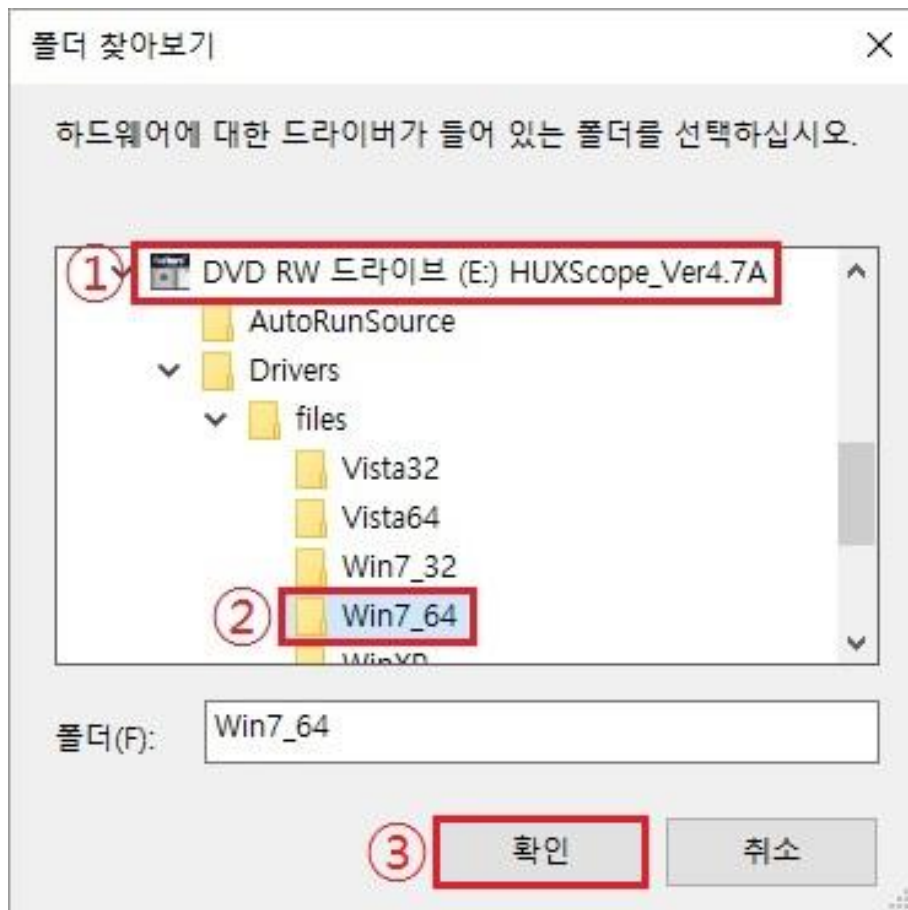 폴더 찾아보기
하드웨어에 대한 드라이버가 들어 있는 폴더를 선택하십시오.
① DVD RW 드라이브 (E:) HUXScope_Ver4.7A
AutoRunSource
Drivers
files
Vista32
Vista64
Win7_32
② Win7_64
WinXP
폴더(F): Win7_64
③ 확인 취소